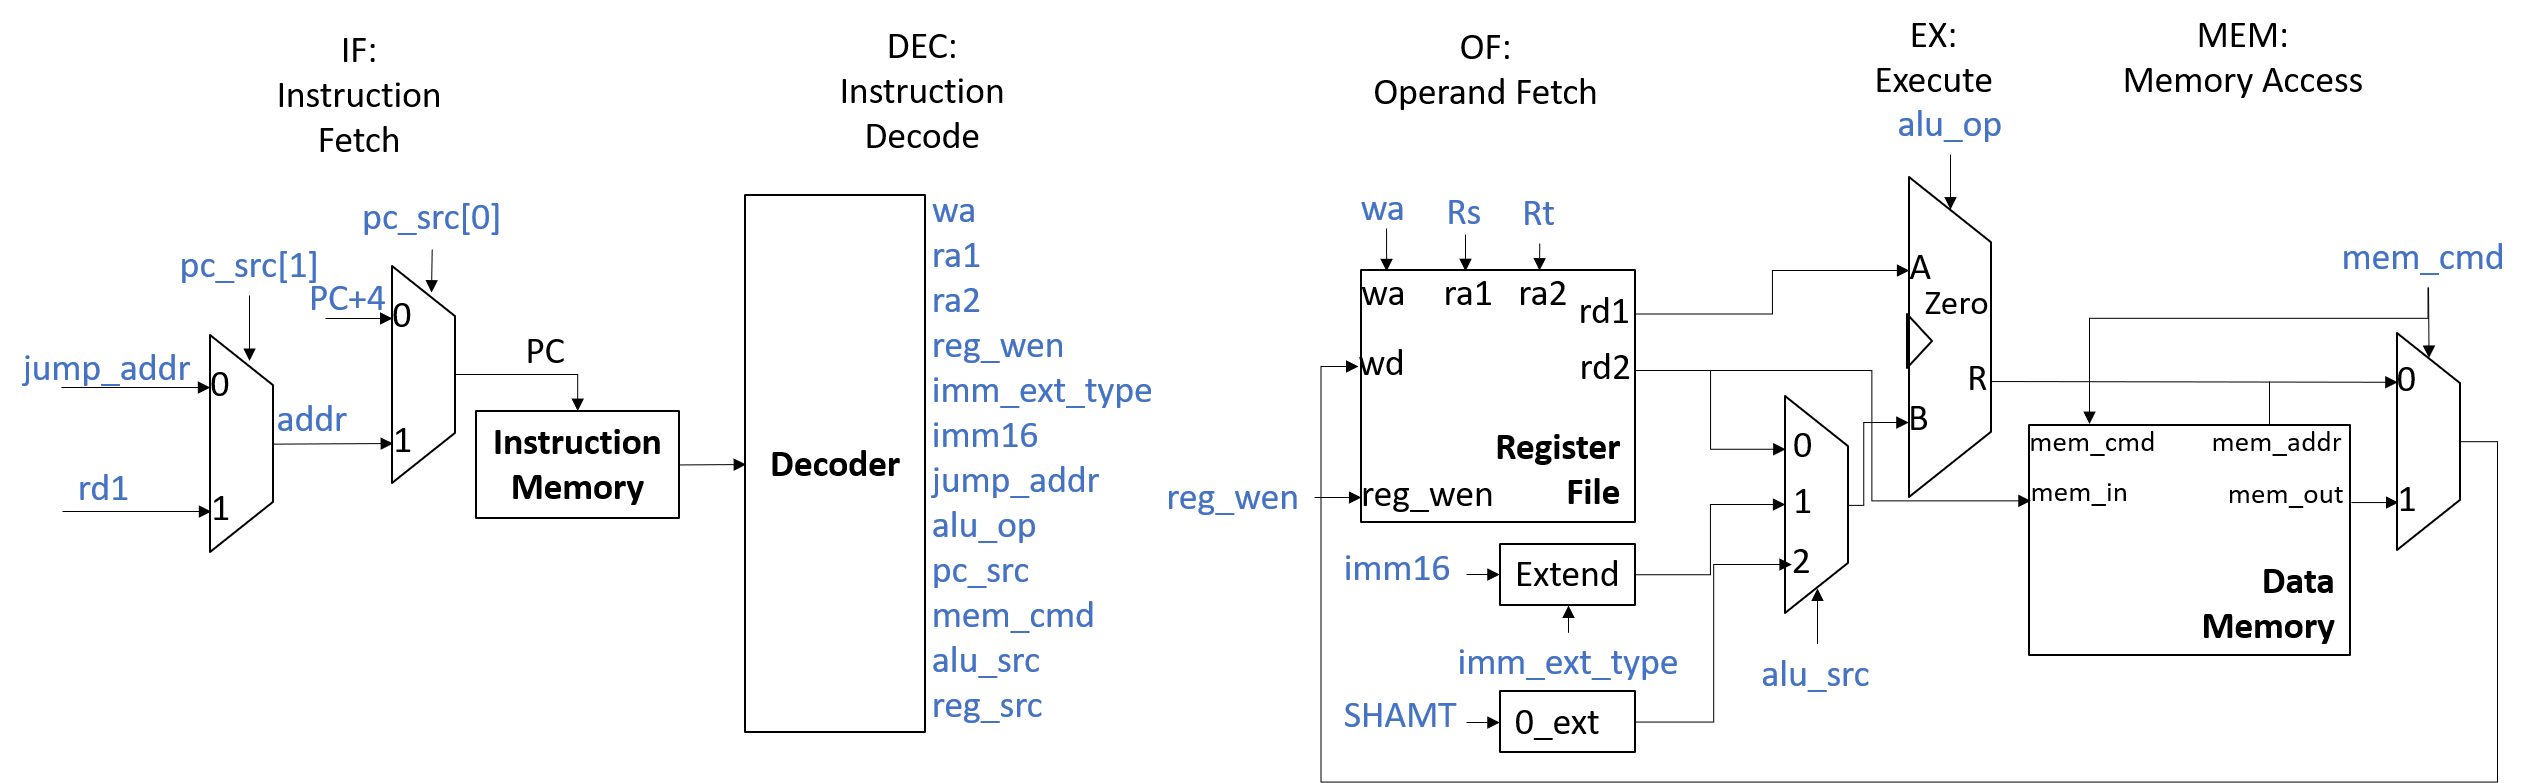 IF:
Instruction
Fetch
DEC:
Instruction
Decode
OF:
Operand Fetch
EX:
Execute
MEM:
Memory Access
pc_src[0]
pc_src[1]
PC+4
0
jump_addr
0
addr
1
rd1
1
PC
Instruction
Memory
Decoder
wa
ra1
ra2
reg_wen
imm_ext_type
imm16
jump_addr
alu_op
pc_src
mem_cmd
alu_src
reg_src
wa
Rs
Rt
wa
ra1
ra2
rd1
wd
rd2
Register
File
reg_wen
reg_wen
imm16
Extend
imm_ext_type
SHAMT
0_ext
0
1
2
alu_src
alu_op
A
Zero
R
B
mem_cmd
mem_cmd
mem_addr
mem_in
mem_out
Data
Memory
0
1